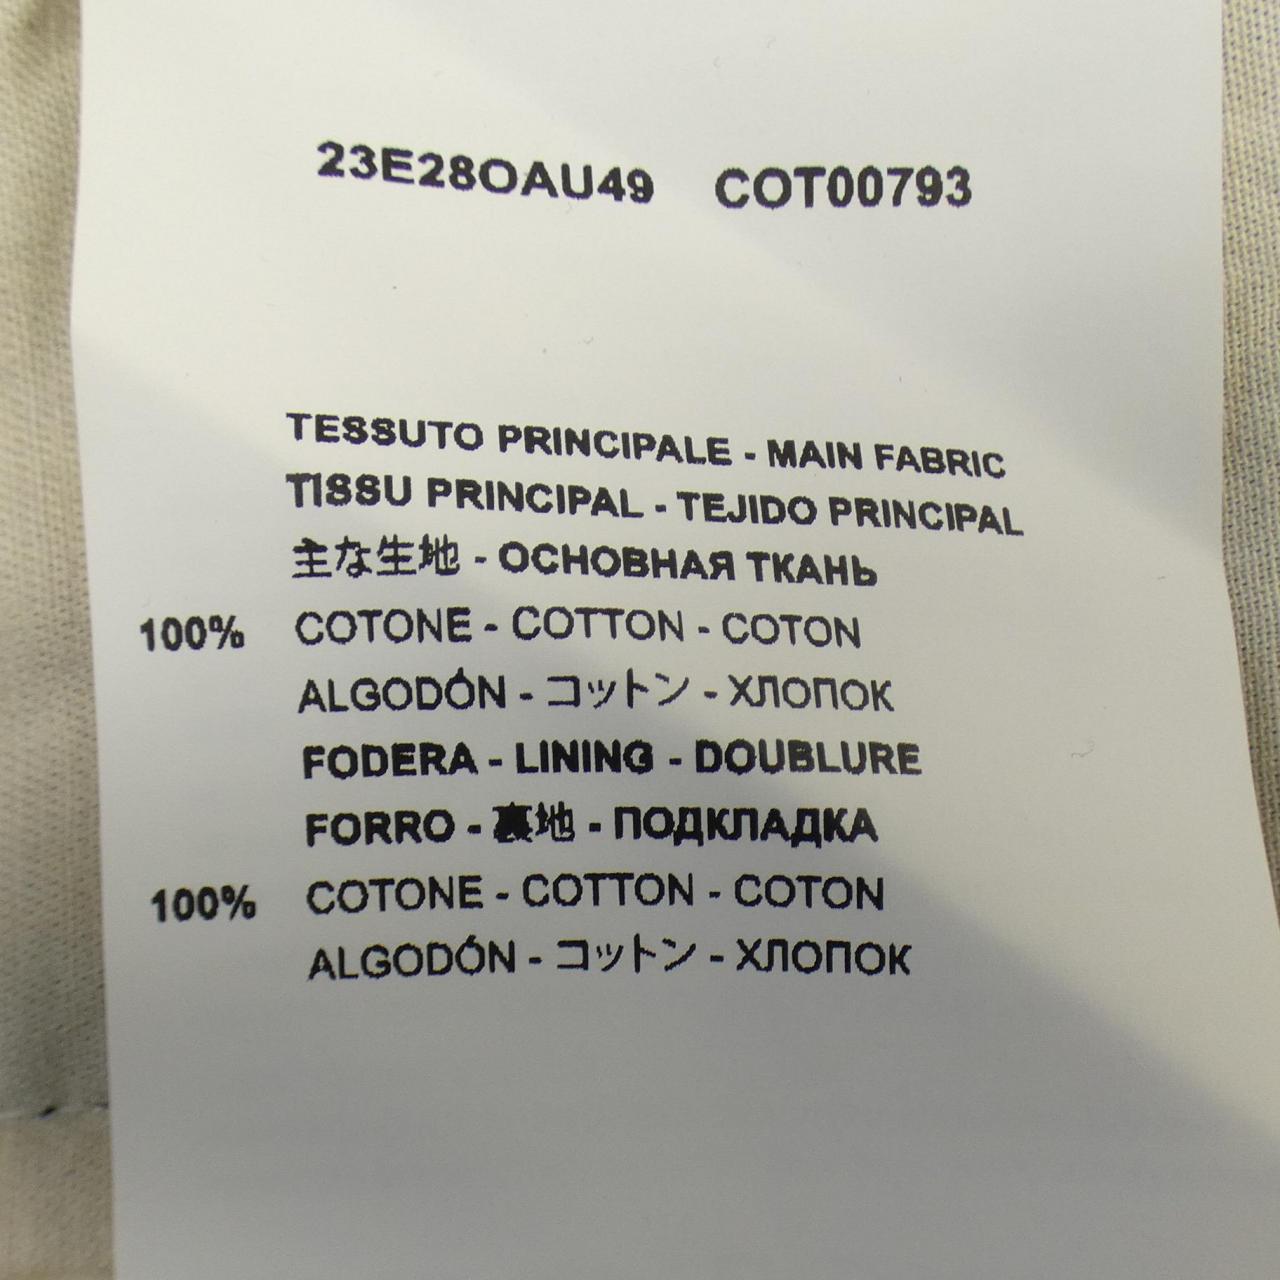 23E28OAU49 COT00793
TESSUTO PRINCIPALE - MAIN FABRIC
TISSU PRINCIPAL - TEJIDO PRINCIPAL
主な生地 - ОСНОВНАЯ ТКАНЬ
100% COTONE - COTTON - COTON
ALGODÓN - コットン - ХЛОПОК
FODERA - LINING - DOUBLURE
FORRO - 裏地 - ПОДКЛАДКА
100% COTONE - COTTON - COTON
ALGODÓN - コットン - ХЛОПОК